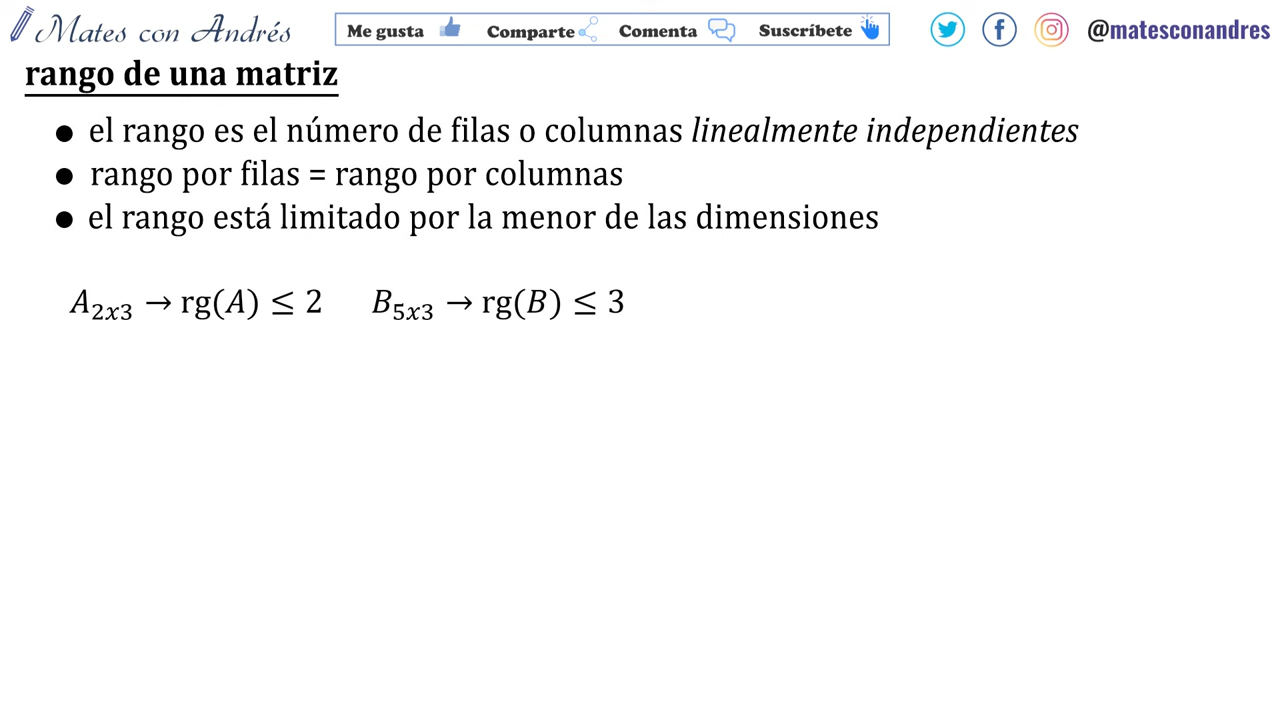 Mates con Andrés
Me gusta Comparte Comenta Suscríbete
@matesconandres
rango de una matriz
● el rango es el número de filas o columnas linealmente independientes
● rango por filas = rango por columnas
● el rango está limitado por la menor de las dimensiones
A₂ₓ₃ → rg(A) ≤ 2 B₅ₓ₃ → rg(B) ≤ 3